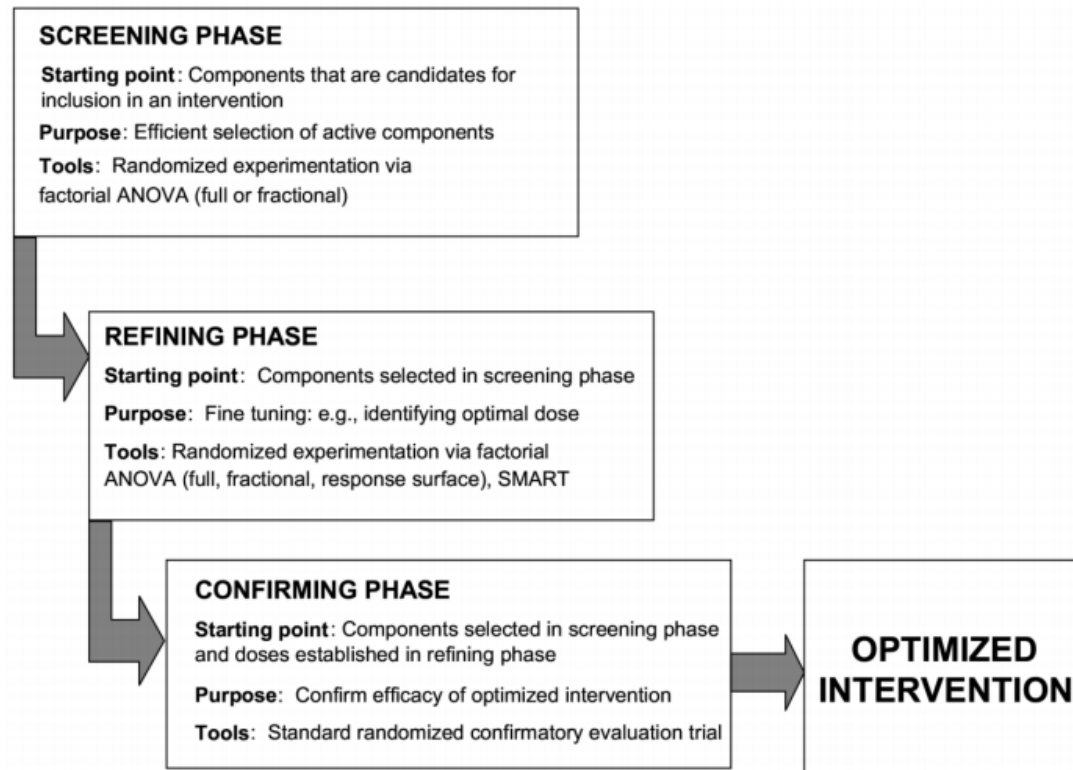 SCREENING PHASE
Starting point: Components that are candidates for
inclusion in an intervention
Purpose: Efficient selection of active components
Tools: Randomized experimentation via
factorial ANOVA (full or fractional)
REFINING PHASE
Starting point: Components selected in screening phase
Purpose: Fine tuning: e.g., identifying optimal dose
Tools: Randomized experimentation via factorial
ANOVA (full, fractional, response surface), SMART
CONFIRMING PHASE
Starting point: Components selected in screening phase
and doses established in refining phase
Purpose: Confirm efficacy of optimized intervention
Tools: Standard randomized confirmatory evaluation trial
OPTIMIZED
INTERVENTION